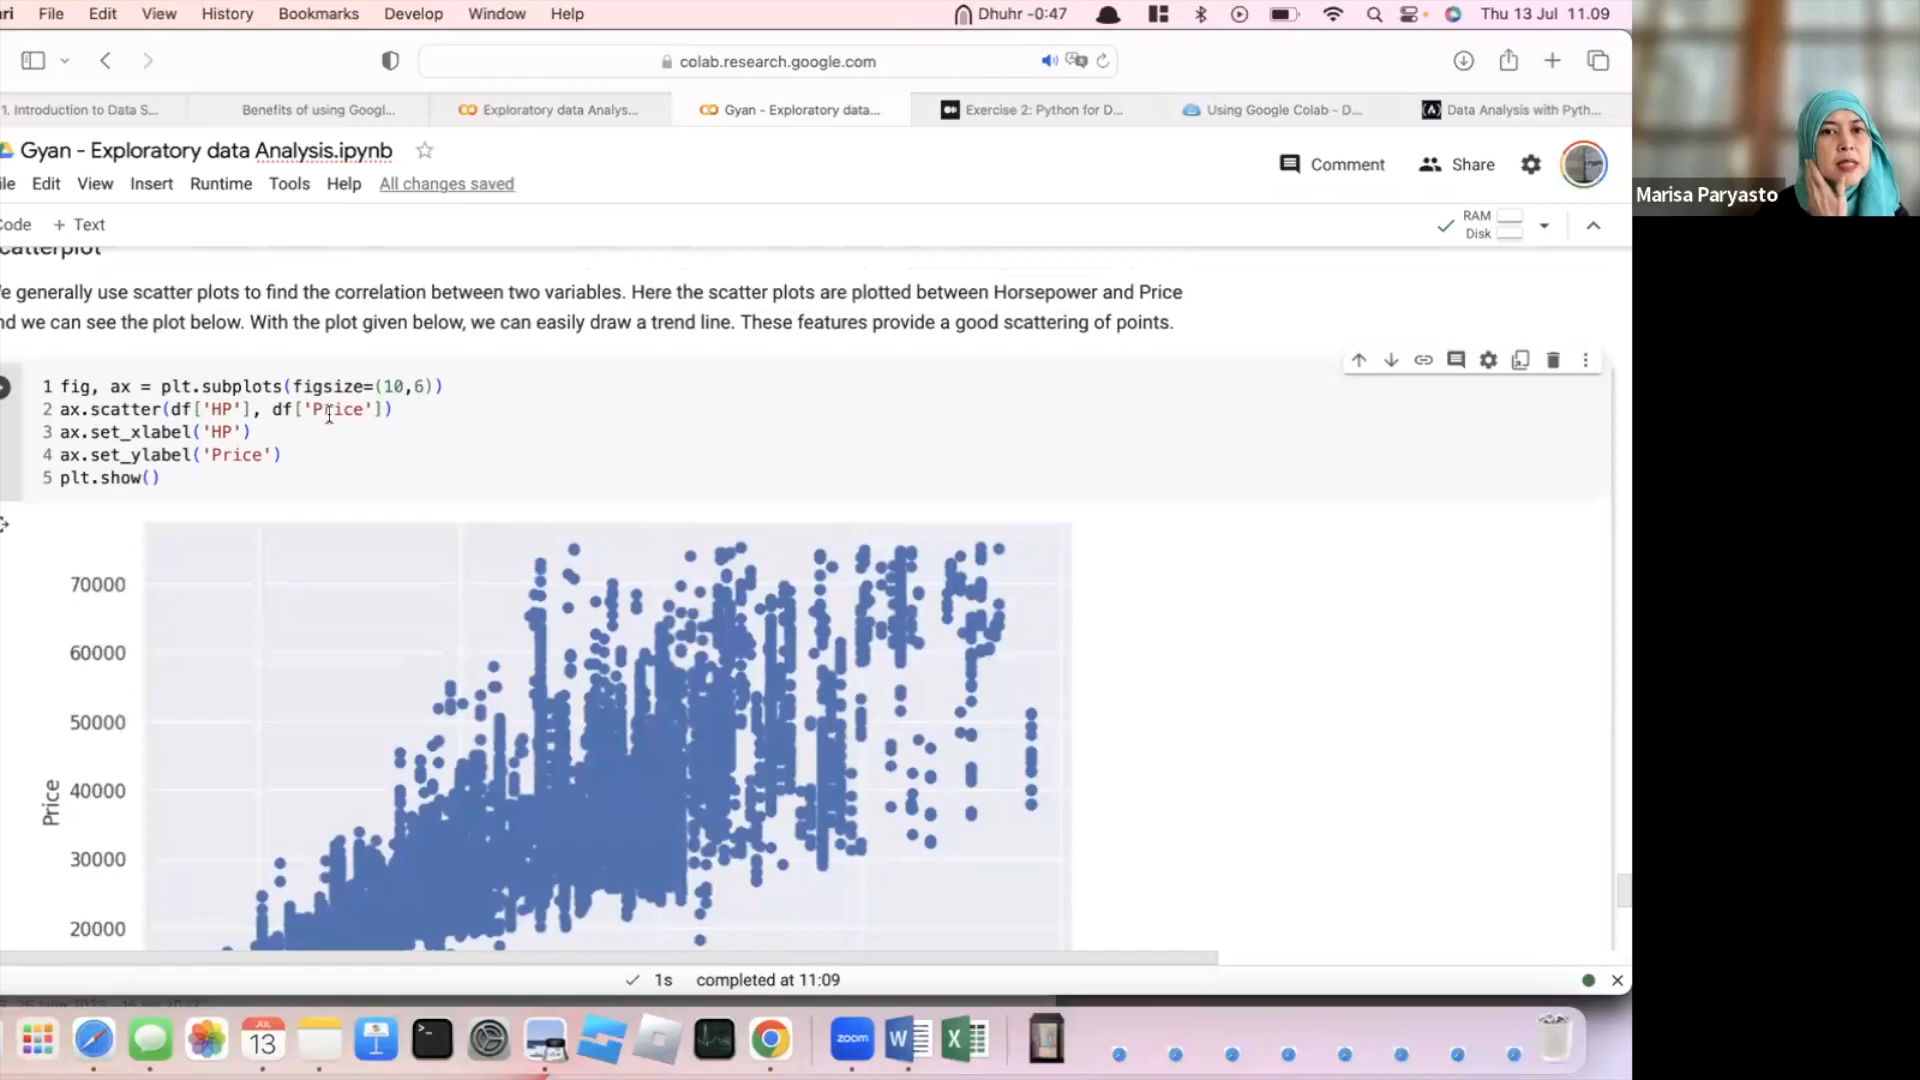 ri File Edit View History Bookmarks Develop Window Help Dhuhr -0:47 Thu 13 Jul 11.09
colab.research.google.com
1. Introduction to Data S... Benefits of using Googl... Exploratory data Analys... Gyan - Exploratory data... Exercise 2: Python for D... Using Google Colab - D... Data Analysis with Pyth...
Gyan - Exploratory data Analysis.ipynb
Comment Share
ile Edit View Insert Runtime Tools Help All changes saved
Marisa Paryasto
ode + Text
RAM
Disk
catterplot
e generally use scatter plots to find the correlation between two variables. Here the scatter plots are plotted between Horsepower and Price
nd we can see the plot below. With the plot given below, we can easily draw a trend line. These features provide a good scattering of points.
1 fig, ax = plt.subplots(figsize=(10,6))
2 ax.scatter(df['HP'], df['Price'])
3 ax.set_xlabel('HP')
4 ax.set_ylabel('Price')
5 plt.show()
70000
60000
50000
40000
30000
20000
Price
1s completed at 11:09
JUL
13
zoom
W
X